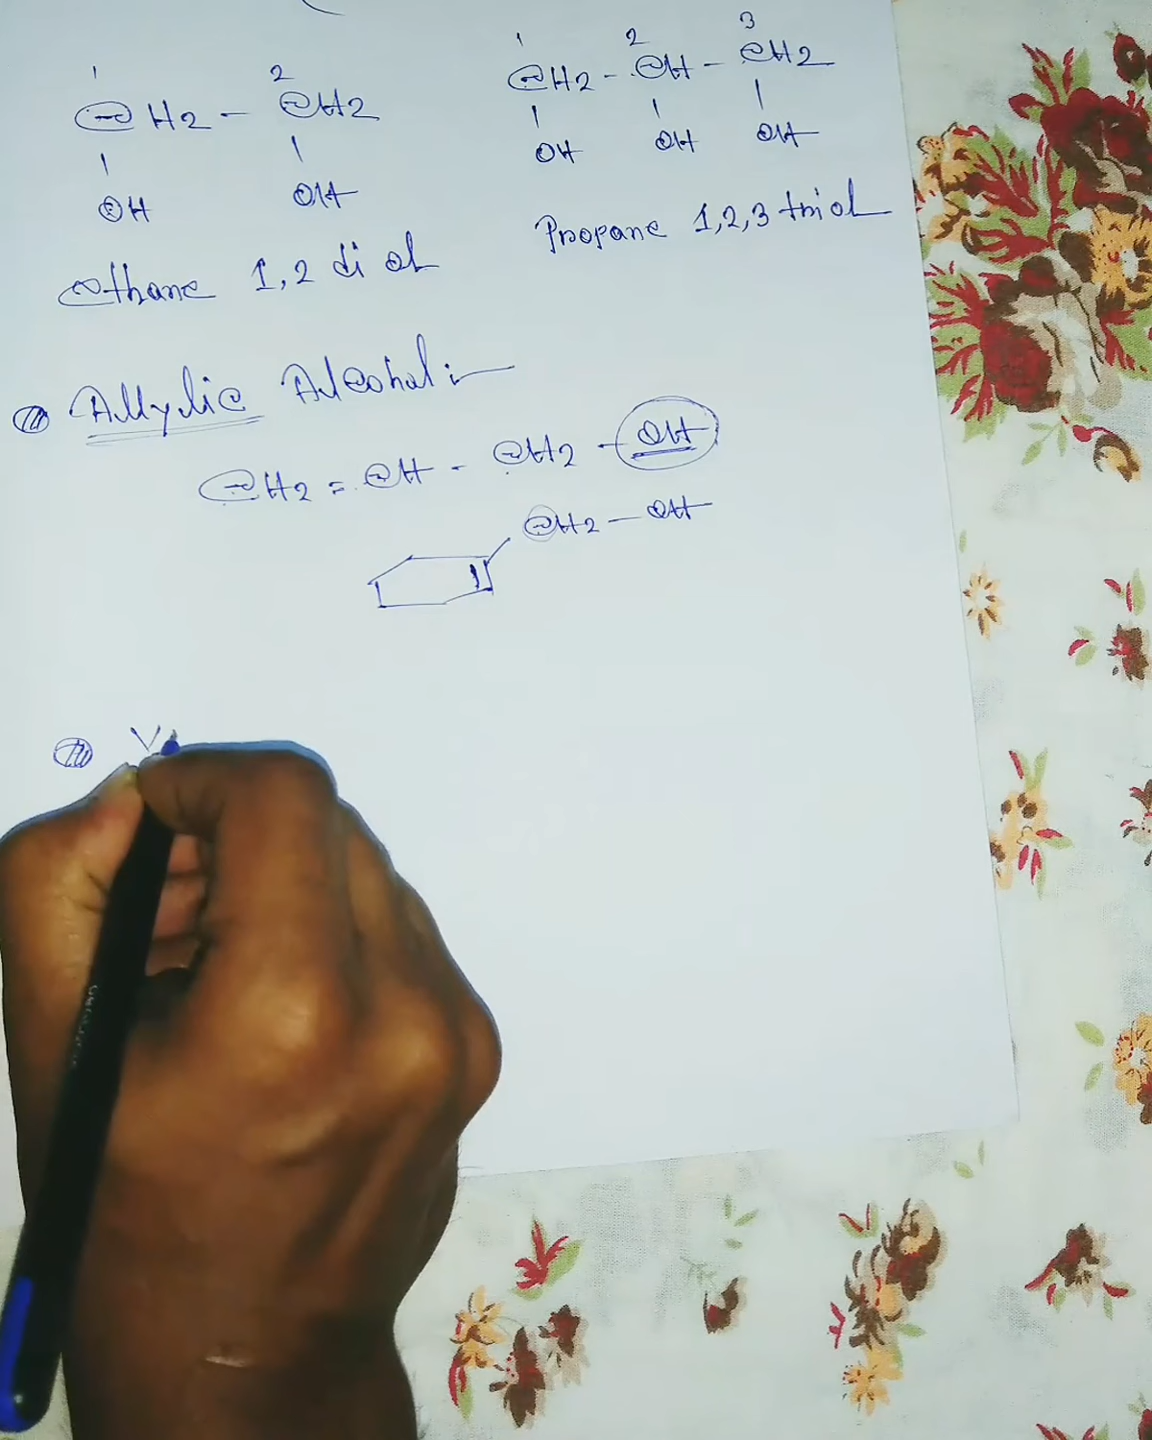 1 2
CH2 - CH2
OH OH
ethane 1,2 di ol
1 2 3
CH2 - CH - CH2
OH OH OH
Propane 1,2,3 triol
Allylic Alcohol :-
CH2 = CH - CH2 - OH
CH2 - OH
V